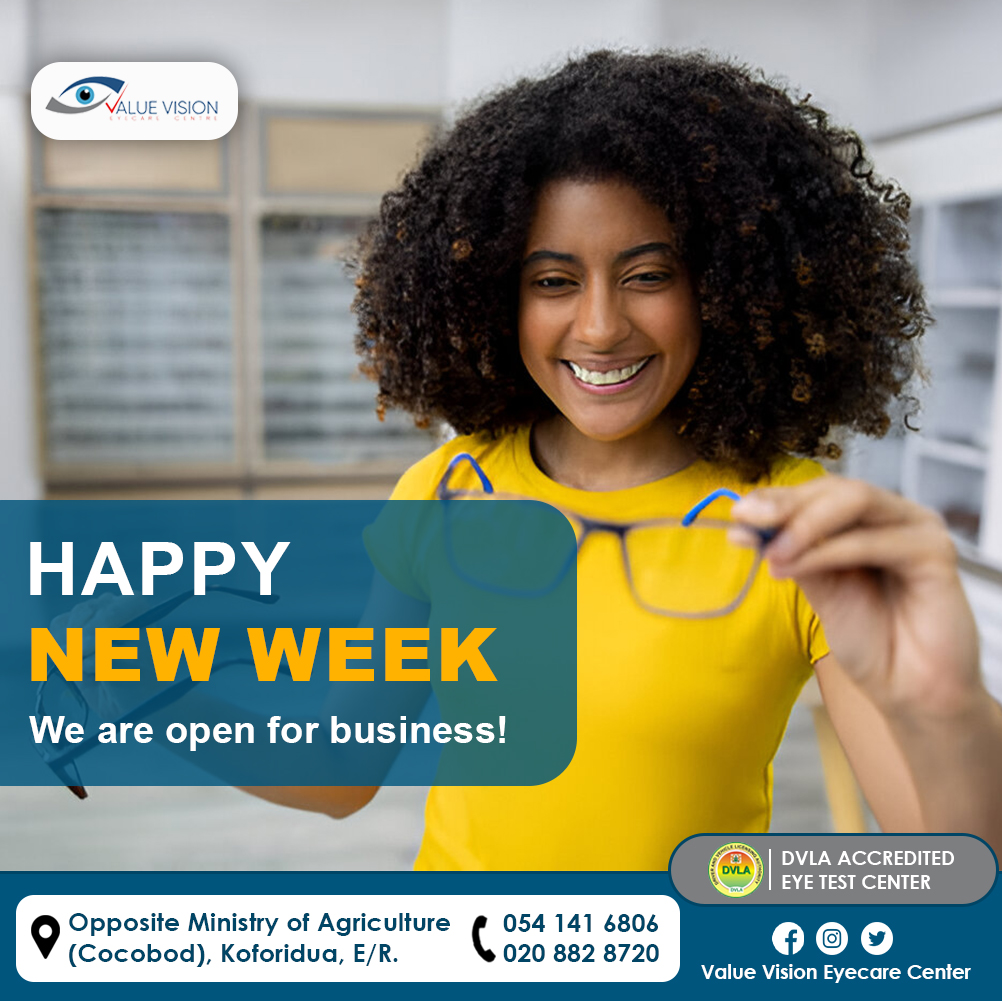 VALUE VISION
EYECARE CENTRE
HAPPY
NEW WEEK
We are open for business!
DVLA
DVLA ACCREDITED
EYE TEST CENTER
Opposite Ministry of Agriculture
(Cocobod), Koforidua, E/R.
054 141 6806
020 882 8720
Value Vision Eyecare Center